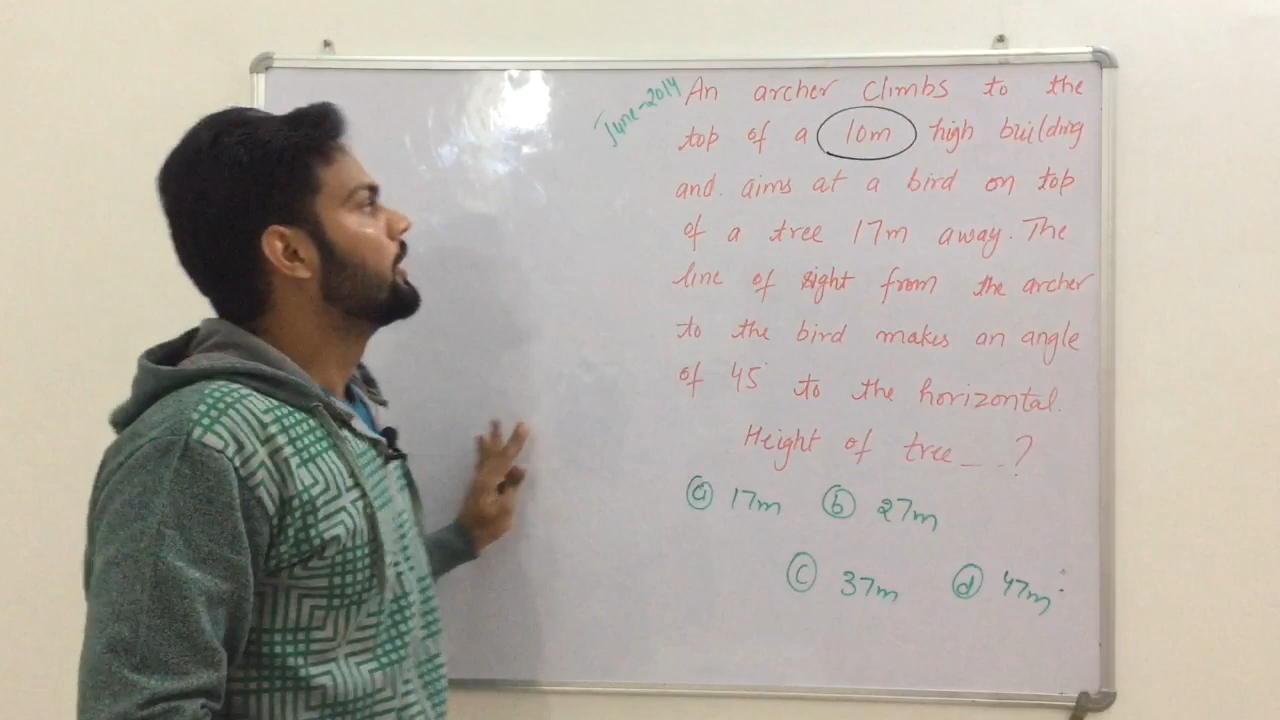 June-2014
An archer climbs to the
top of a 10m high building
and aims at a bird on top
of a tree 17m away. The
line of sight from the archer
to the bird makes an angle
of 45° to the horizontal.
Height of tree _ _ . ?
ⓐ 17m ⓑ 27m
ⓒ 37m ⓓ 47m